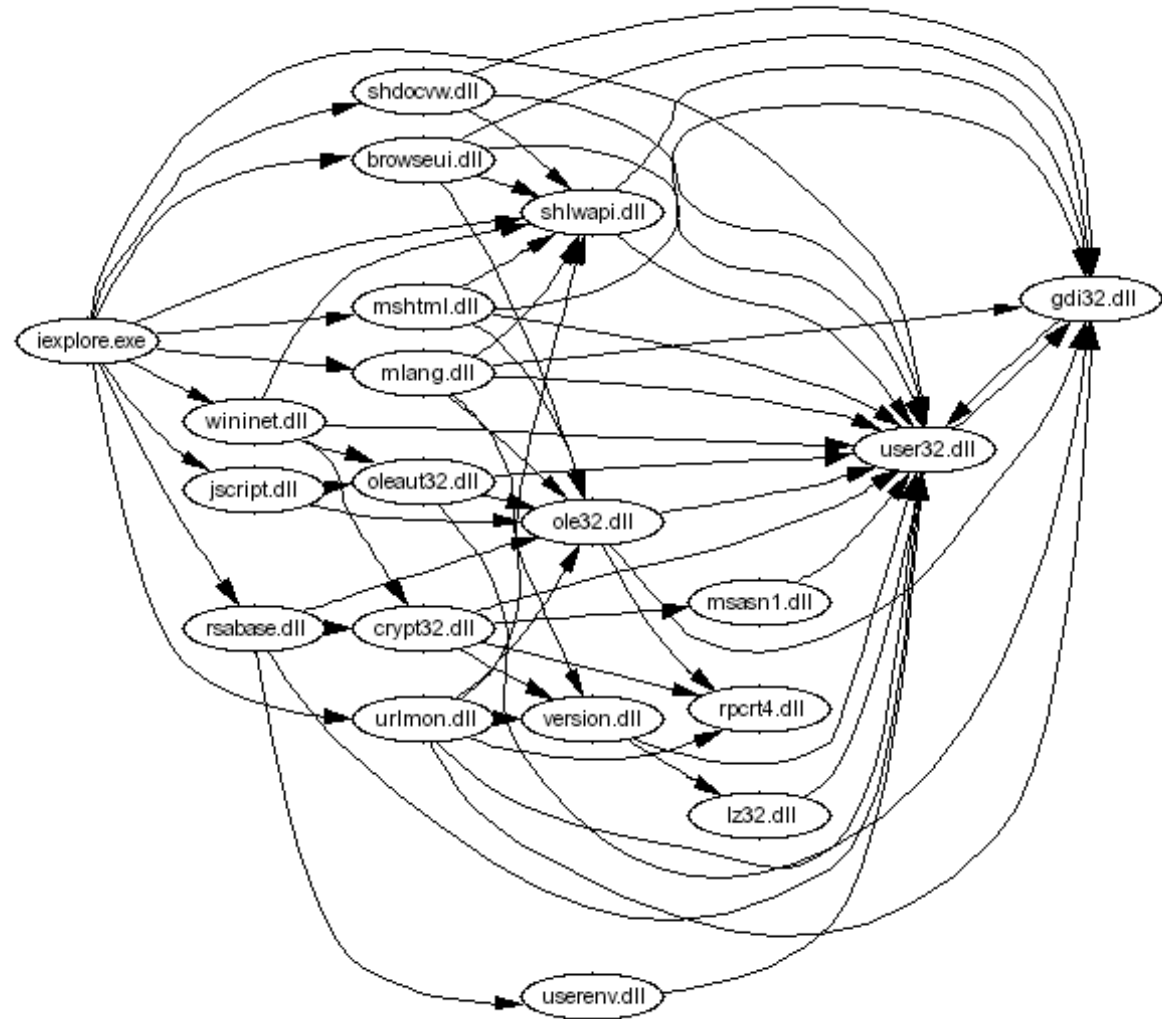 shdocvw.dll
browseui.dll
shlwapi.dll
gdi32.dll
mshtml.dll
iexplore.exe
mlang.dll
wininet.dll
user32.dll
jscript.dll
oleaut32.dll
ole32.dll
msasn1.dll
rsabase.dll
crypt32.dll
rpcrt4.dll
urlmon.dll
version.dll
lz32.dll
userenv.dll